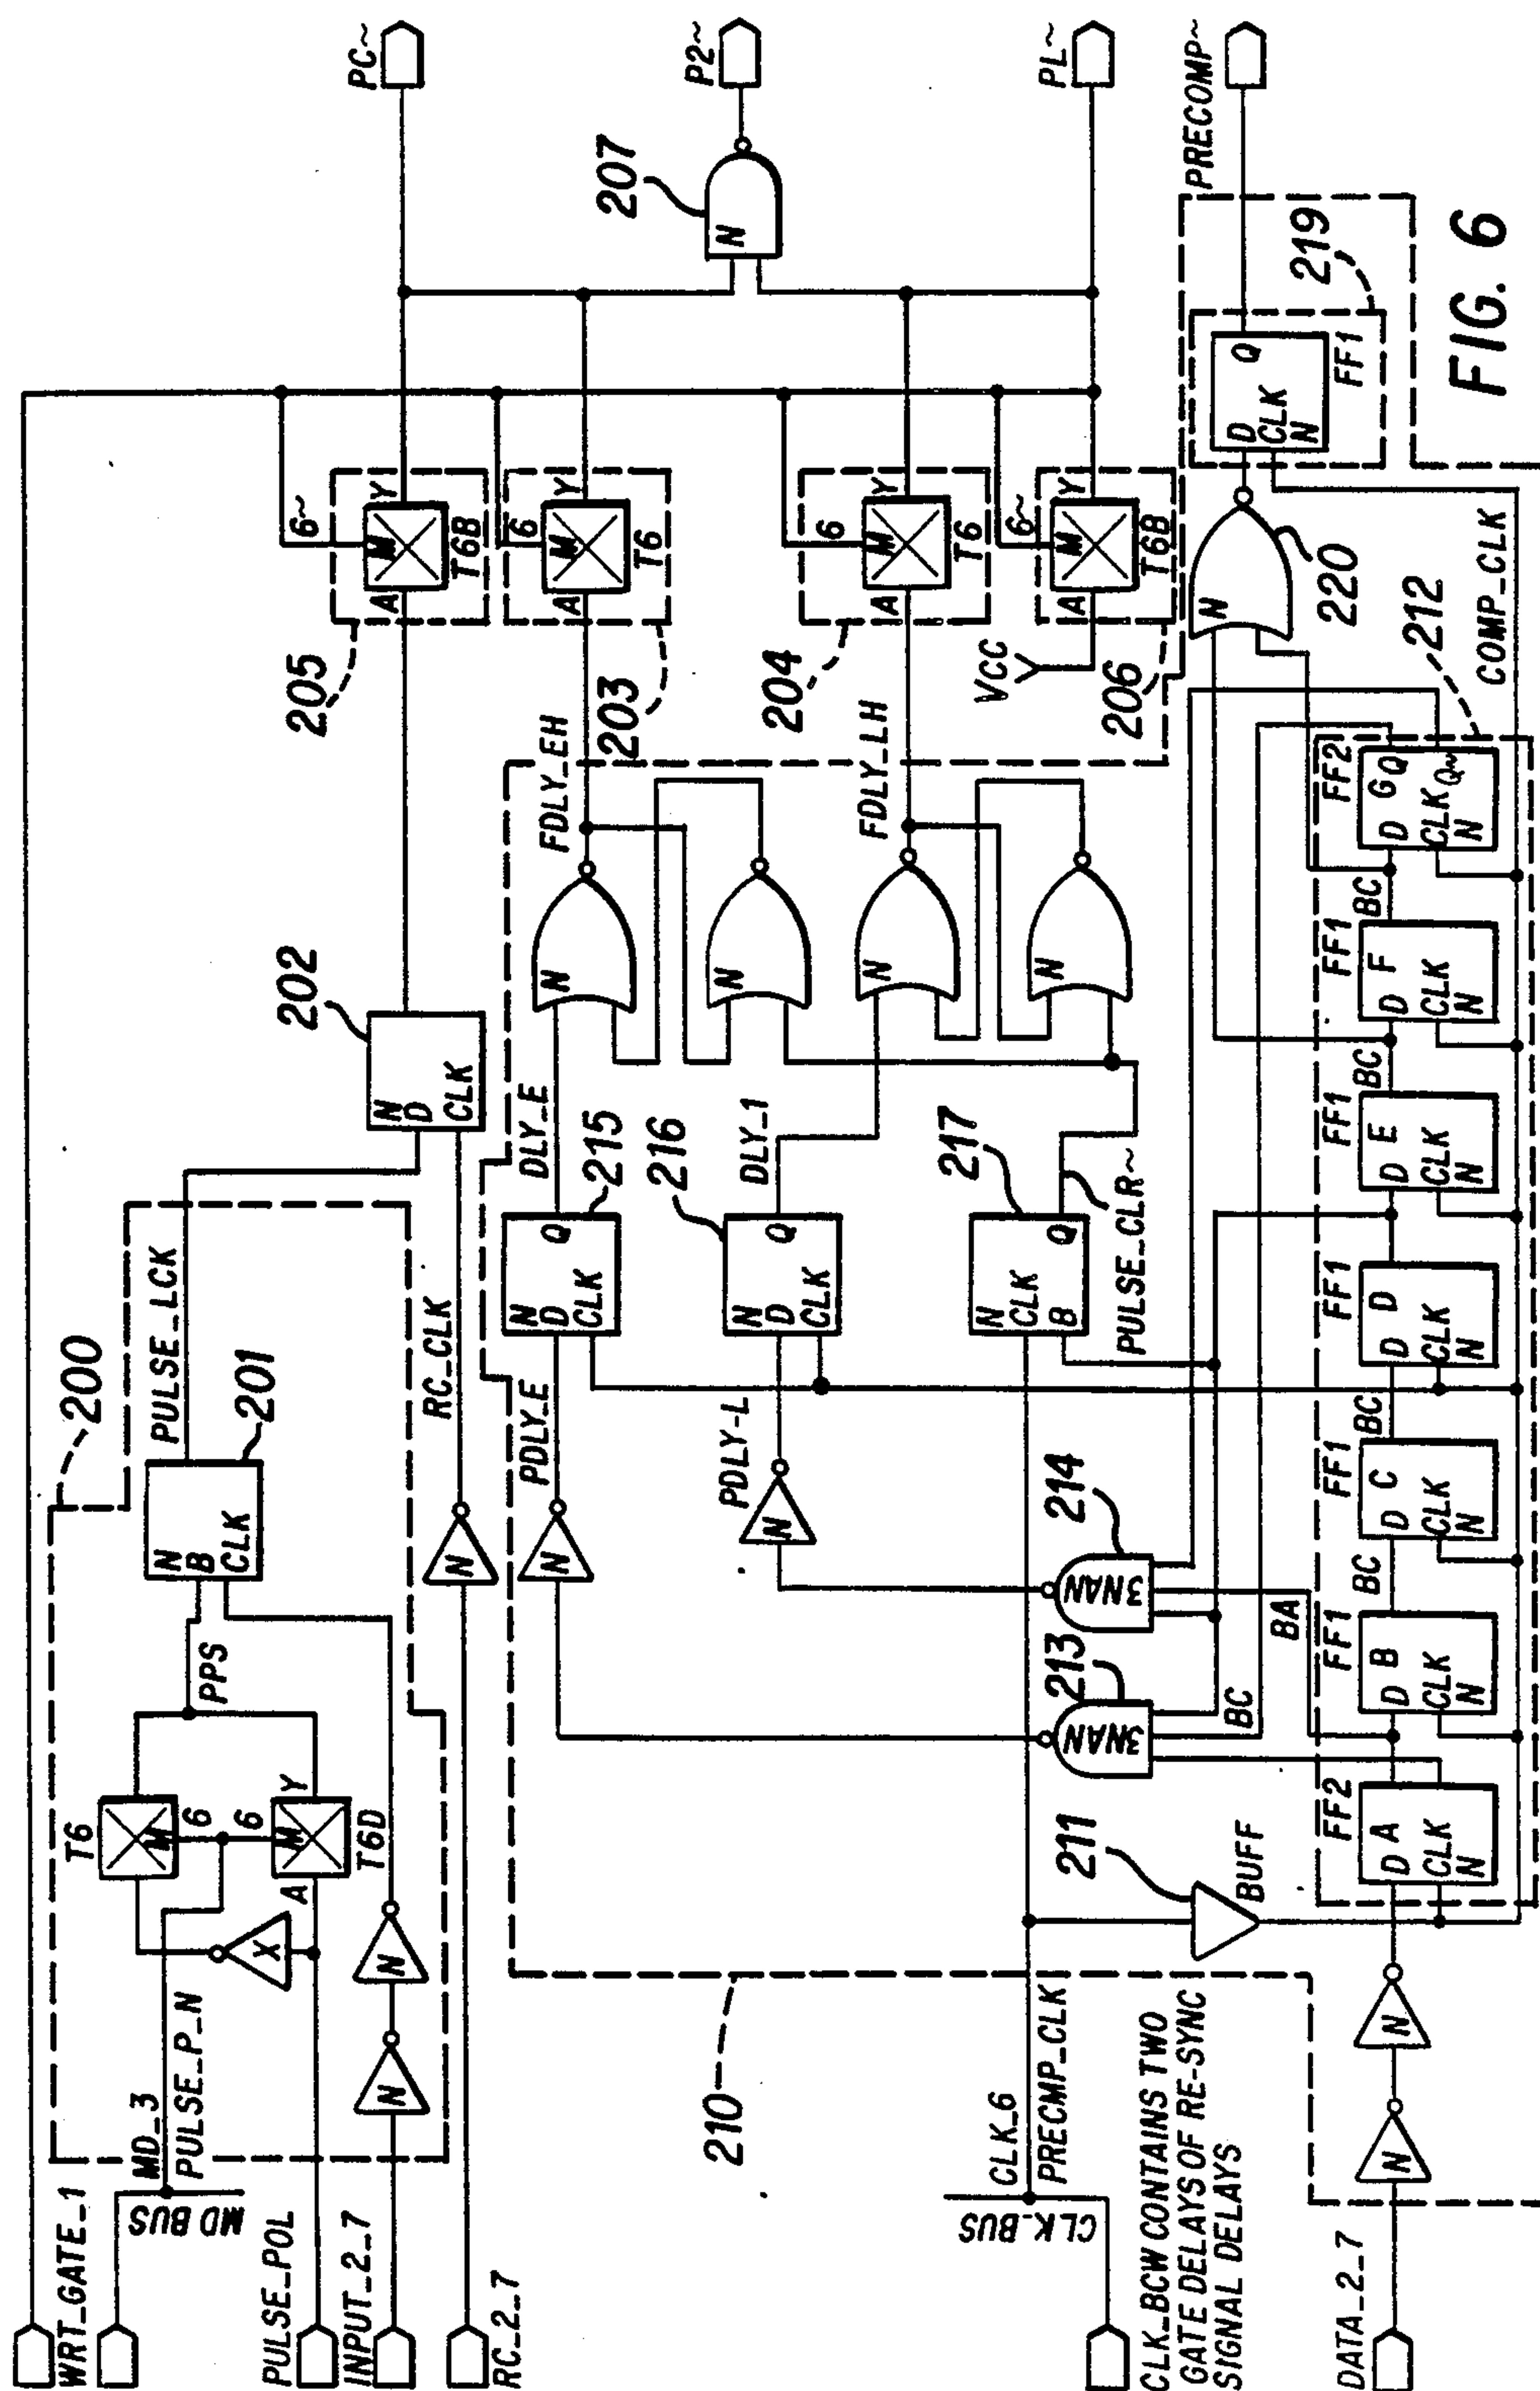 WRT_GATE_1
MD BUS
MD_3
PULSE_P_N
PULSE_POL
INPUT_2_7
RC_2_7
200
T6
M
6
6
M
A
Y
T6D
X
N
N
PPS
N
B
CLK
201
PULSE_LCK
N
RC_CLK
N
D
CLK
202
205
A
6~
M
Y
T6B
PC~
203
A
6
M
Y
T6
204
A
6
M
Y
T6
206
VCC
A
6~
M
Y
T6B
N
207
P2~
PL~
210
CLK_BUS
CLK_6
PRECMP_CLK
CLK_BCW CONTAINS TWO
GATE DELAYS OF RE-SYNC
SIGNAL DELAYS
DATA_2_7
N
N
211
BUFF
213
3NAN
214
3NAN
BC
BA
N
PDLY_E
N
PDLY-L
N
D
CLK
Q
215
DLY_E
N
D
CLK
Q
216
DLY_1
N
CLK
B
Q
217
PULSE_CLR~
N
FDLY_EH
N
N
FDLY_LH
N
FF2
D A
CLK
N
FF1
D B
CLK
N
BC
FF1
D C
CLK
N
BC
FF1
D D
CLK
N
FF1
D E
CLK
N
BC
FF1
D F
CLK
N
BC
FF2
D G Q
CLK Q~
N
212
COMP_CLK
N
220
D
CLK
N
Q
FF1
219
PRECOMP~
FIG. 6